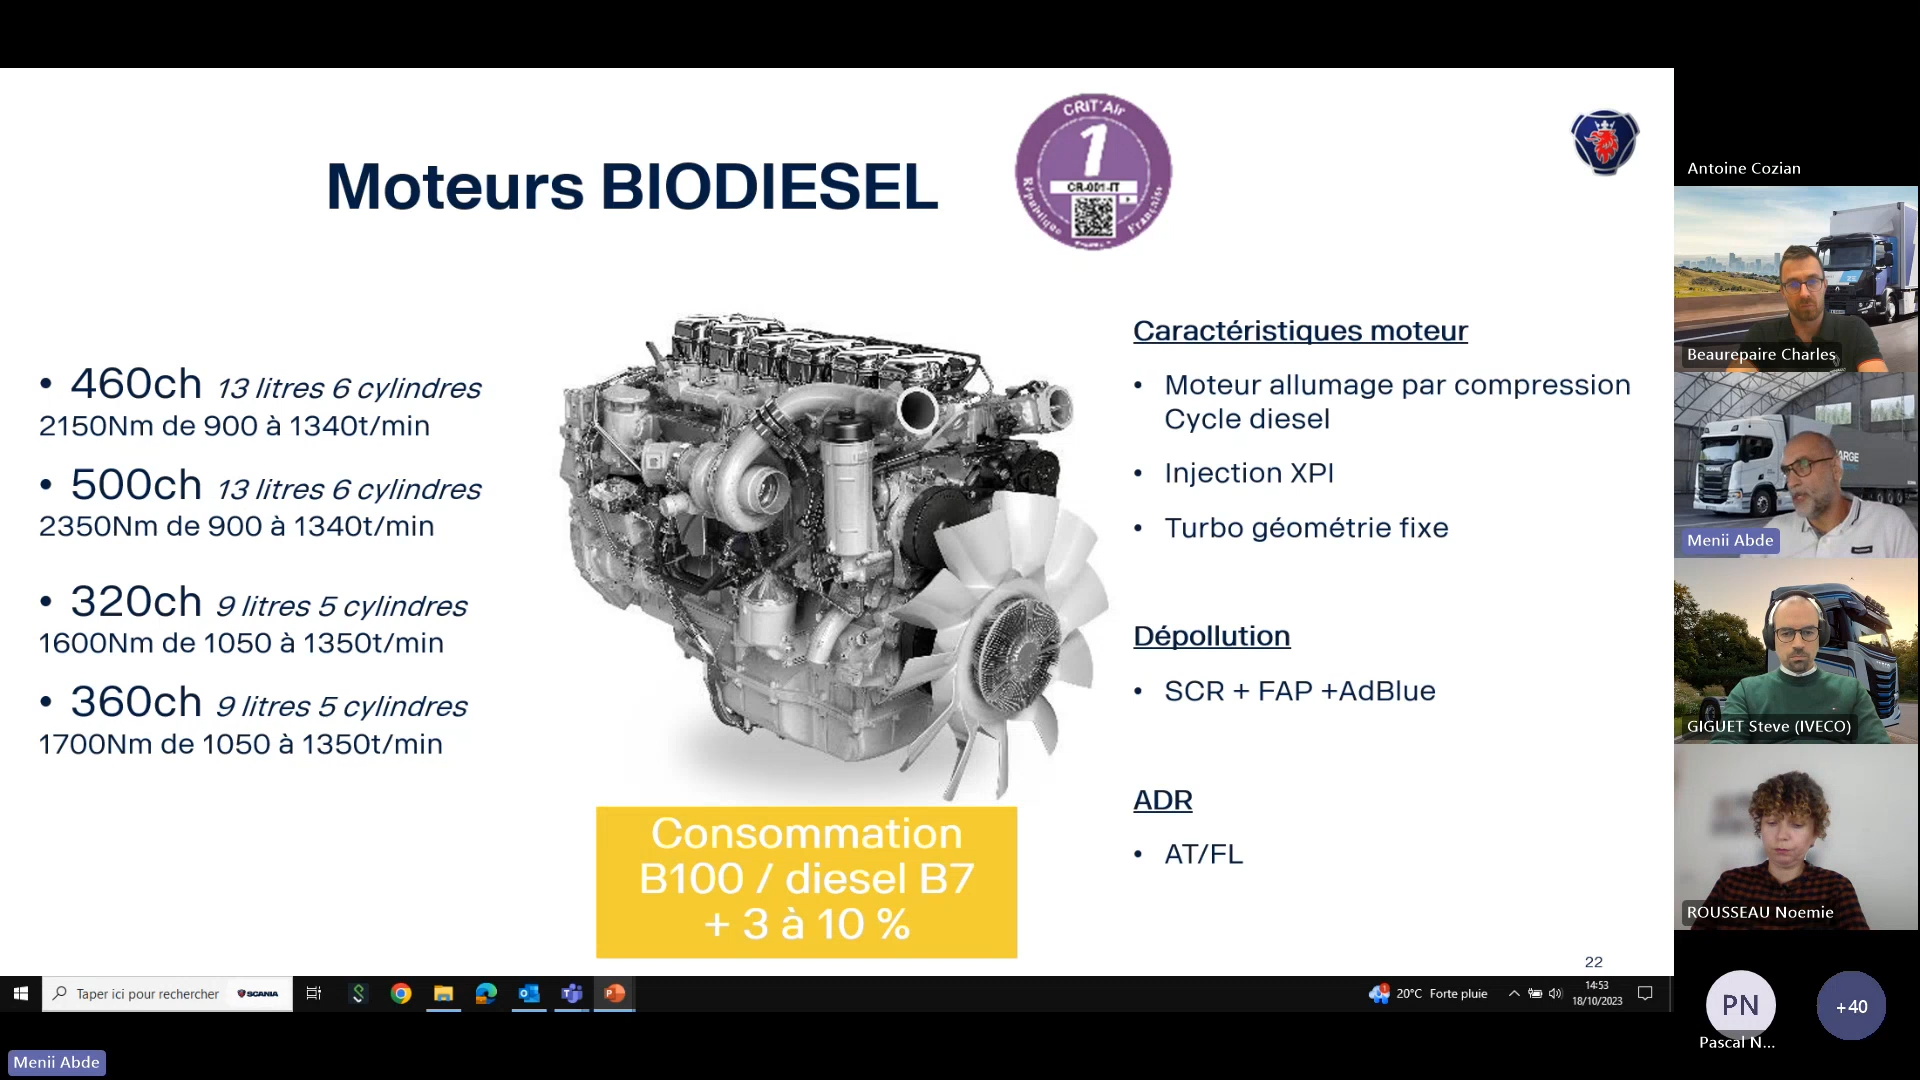 Moteurs BIODIESEL
CRIT'Air
1
CR-001-IT
République
Française
• 460ch 13 litres 6 cylindres
2150Nm de 900 à 1340t/min
• 500ch 13 litres 6 cylindres
2350Nm de 900 à 1340t/min
• 320ch 9 litres 5 cylindres
1600Nm de 1050 à 1350t/min
• 360ch 9 litres 5 cylindres
1700Nm de 1050 à 1350t/min
Consommation
B100 / diesel B7
+ 3 à 10 %
Caractéristiques moteur
• Moteur allumage par compression
Cycle diesel
• Injection XPI
• Turbo géométrie fixe
Dépollution
• SCR + FAP +AdBlue
ADR
• AT/FL
22
Taper ici pour rechercher
SCANIA
20°C Forte pluie
14:53
18/10/2023
Menii Abde
Antoine Cozian
Beaurepaire Charles
Menii Abde
GIGUET Steve (IVECO)
ROUSSEAU Noemie
PN
Pascal N...
+40